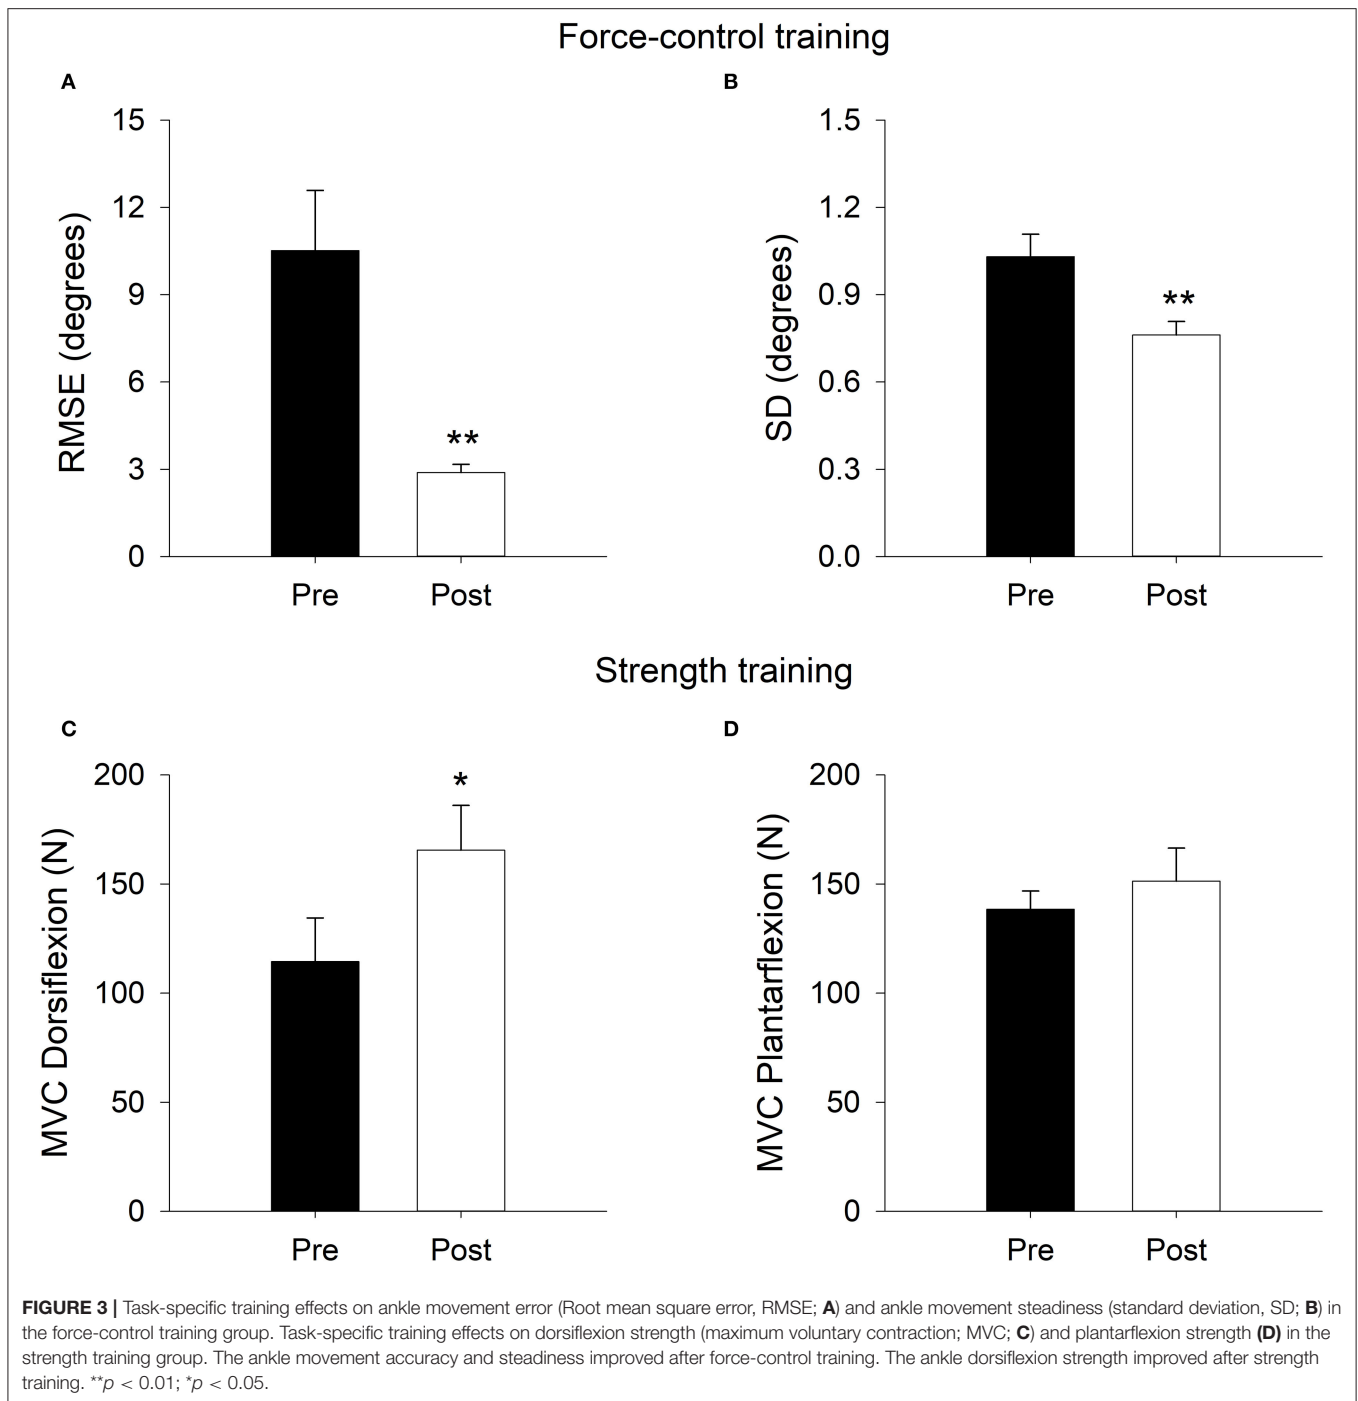 Force-control training
A
B
15
12
9
6
3
0
RMSE (degrees)
**
Pre
Post
1.5
1.2
0.9
0.6
0.3
0.0
SD (degrees)
**
Pre
Post
Strength training
C
D
200
150
100
50
0
MVC Dorsiflexion (N)
*
Pre
Post
200
150
100
50
0
MVC Plantarflexion (N)
Pre
Post
FIGURE 3 | Task-specific training effects on ankle movement error (Root mean square error, RMSE; A) and ankle movement steadiness (standard deviation, SD; B) in
the force-control training group. Task-specific training effects on dorsiflexion strength (maximum voluntary contraction; MVC; C) and plantarflexion strength (D) in the
strength training group. The ankle movement accuracy and steadiness improved after force-control training. The ankle dorsiflexion strength improved after strength
training. **p < 0.01; *p < 0.05.